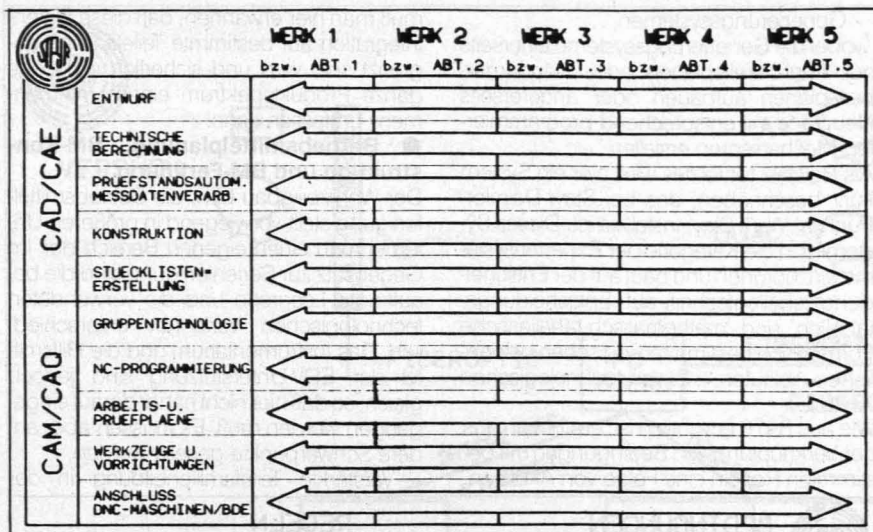 WERK 1 WERK 2 WERK 3 WERK 4 WERK 5
bzw. ABT.1 bzw. ABT.2 bzw. ABT.3 bzw. ABT.4 bzw. ABT.5
CAD/CAE
ENTWURF
TECHNISCHE
BERECHNUNG
PRUEFSTANDSAUTOM.
MESSDATENVERARB.
KONSTRUKTION
STUECKLISTEN=
ERSTELLUNG
CAM/CAQ
GRUPPENTECHNOLOGIE
NC-PROGRAMMIERUNG
ARBEITS-U.
PRUEFPLAENE
WERKZEUGE U.
VORRICHTUNGEN
ANSCHLUSS
DNC-MASCHINEN/BDE